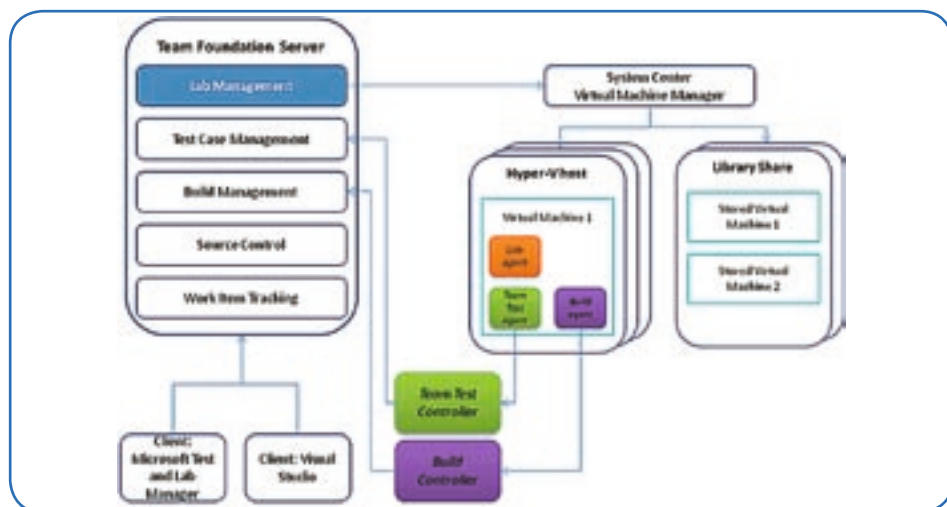 Team Foundation Server
Lab Management
Test Case Management
Build Management
Source Control
Work Item Tracking
System Center
Virtual Machine Manager
Hyper-V host
Virtual Machine 1
Lab
agent
Team
Test
agent
Build
agent
Library Share
Stored Virtual
Machine 1
Stored Virtual
Machine 2
Team Test
Controller
Build
Controller
Client:
Microsoft Test
and Lab
Manager
Client: Visual
Studio